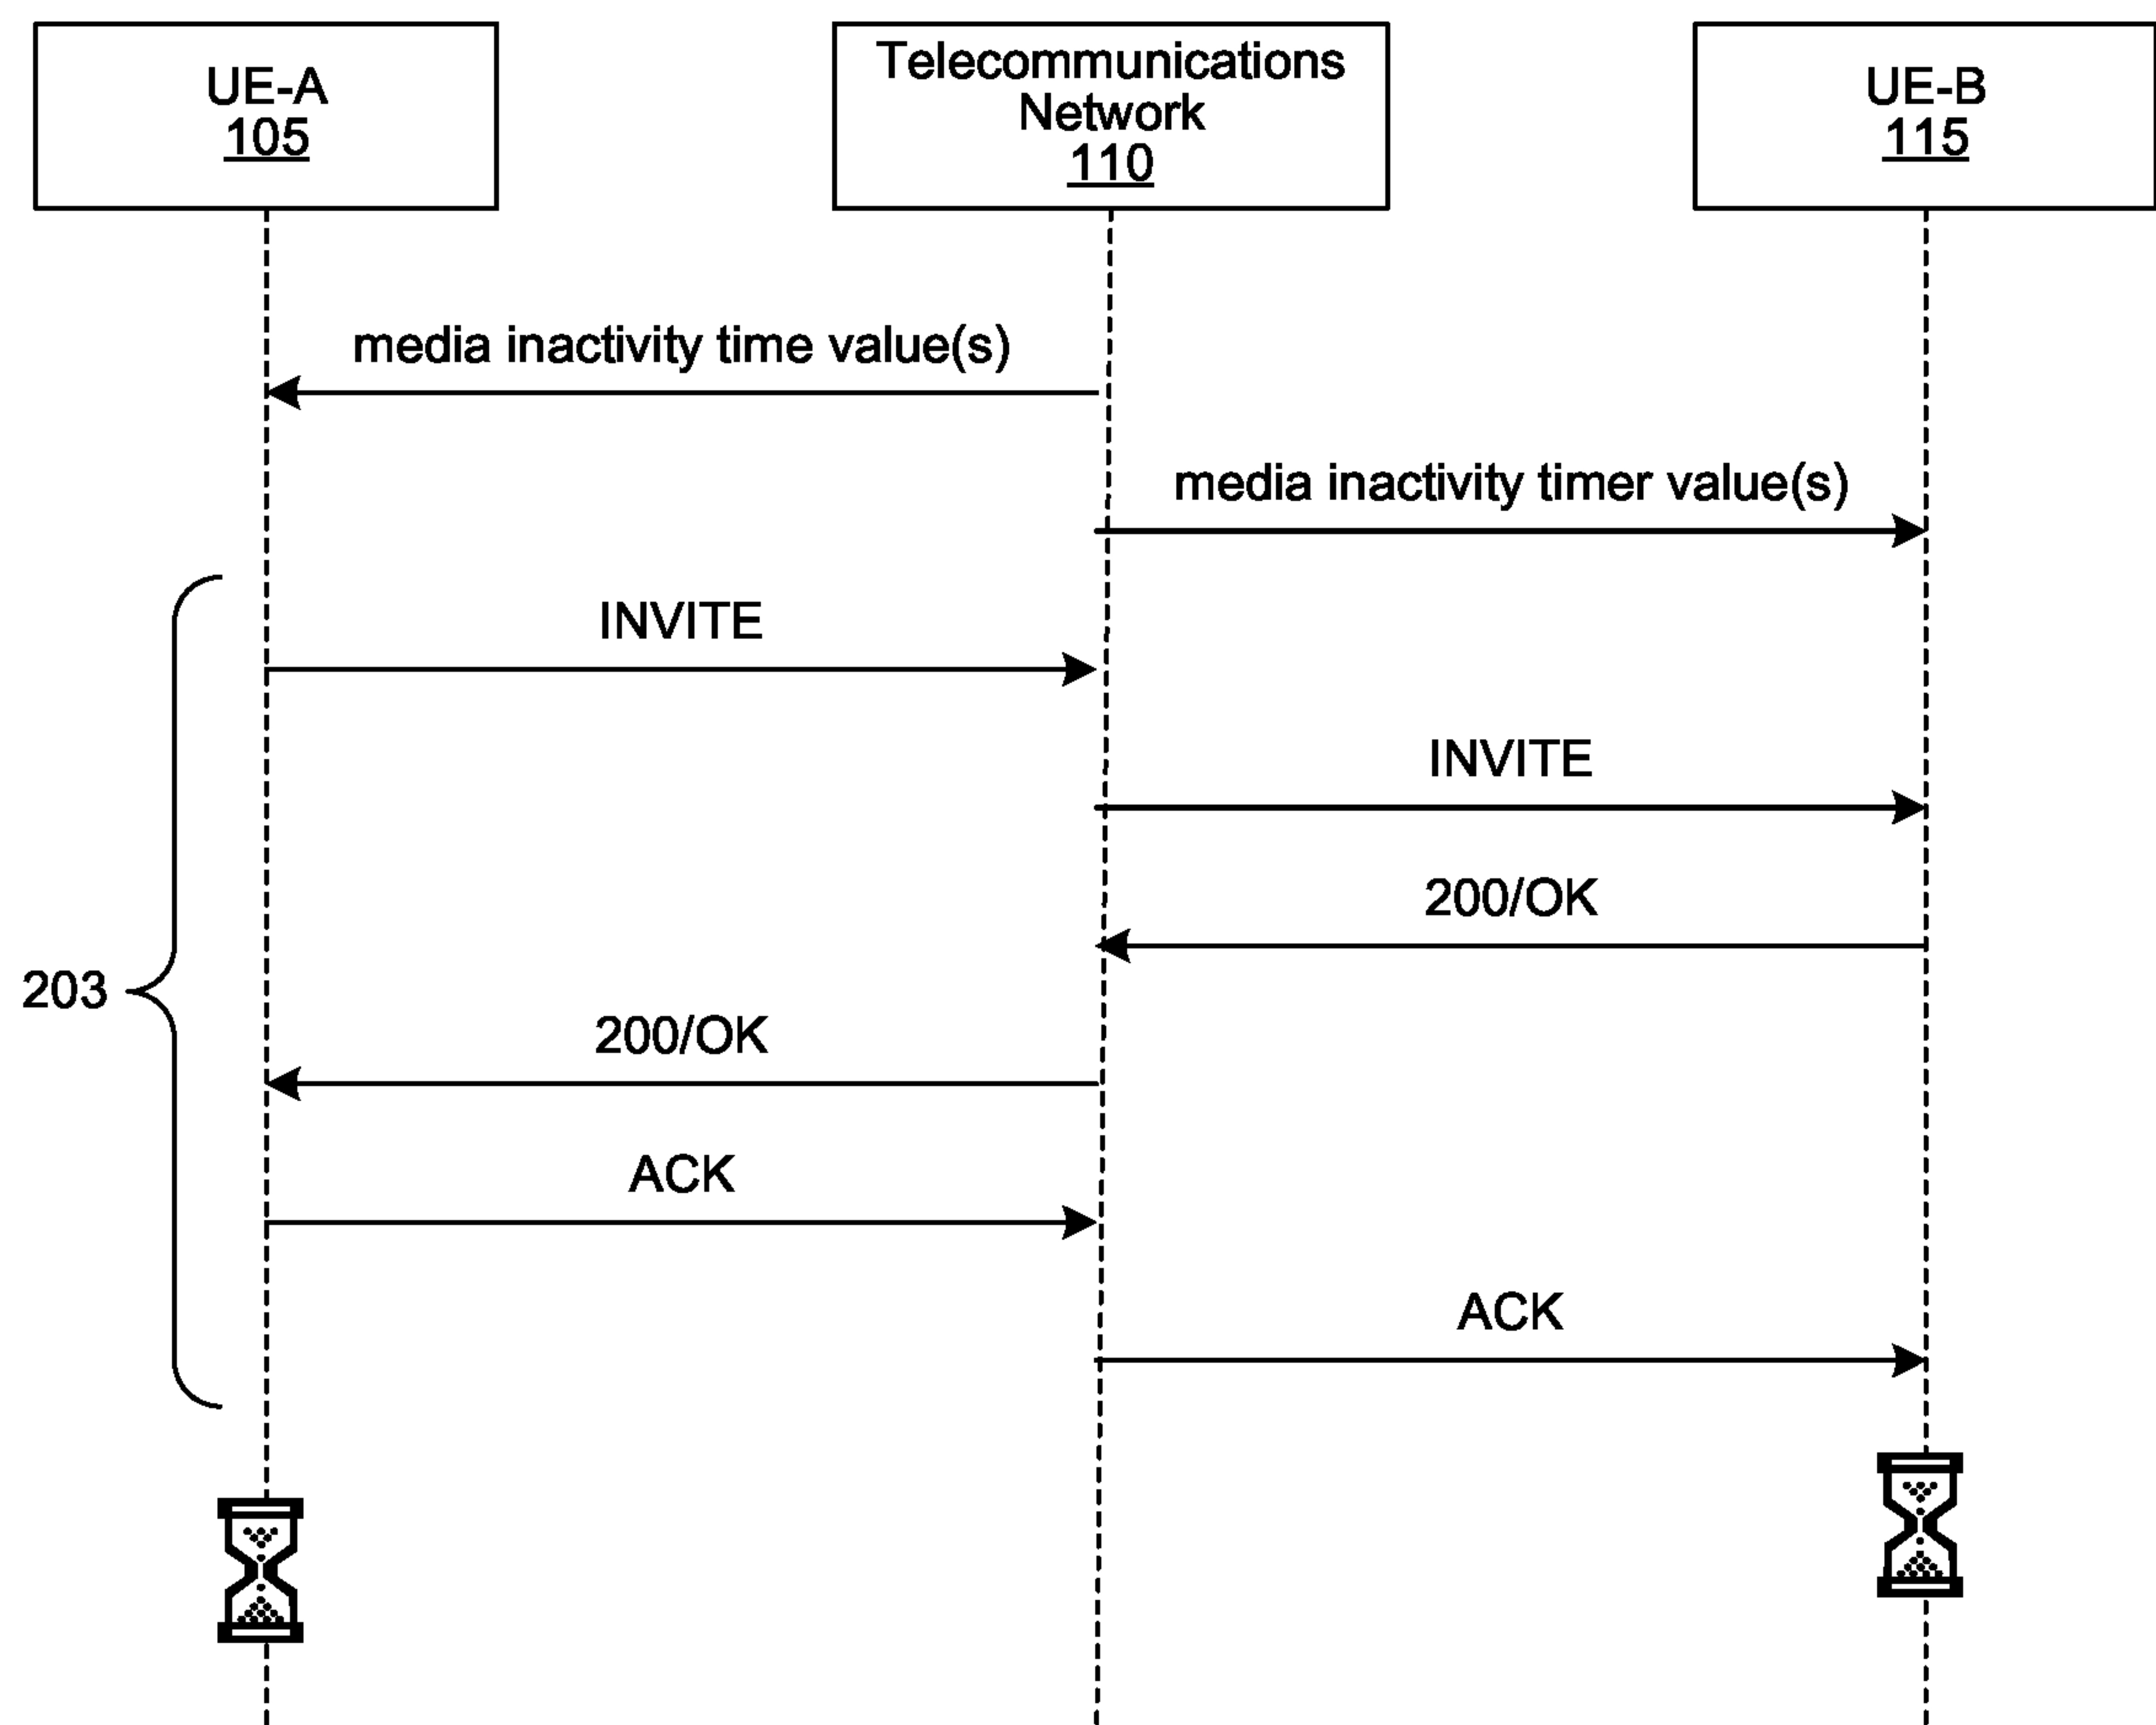 UE-A
105
Telecommunications
Network
110
UE-B
115
media inactivity time value(s)
media inactivity timer value(s)
INVITE
INVITE
200/OK
203
200/OK
ACK
ACK